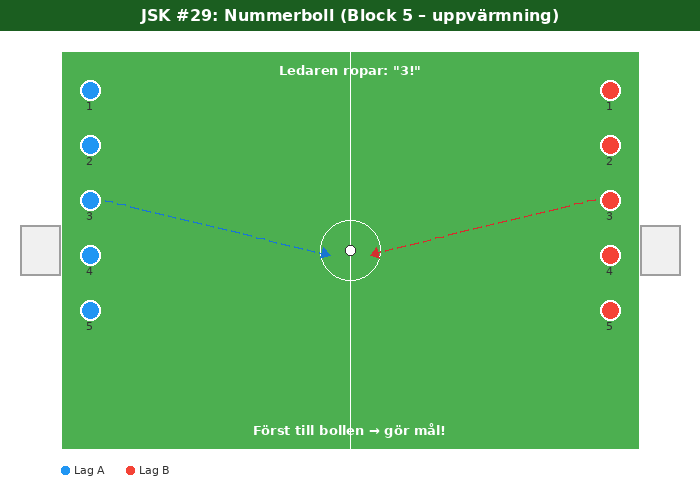 JSK #29: Nummerboll (Block 5 – uppvärmning)
Ledaren ropar: "3!"
1 1
2 2
3 3
4 4
5 5
Först till bollen → gör mål!
Lag A Lag B